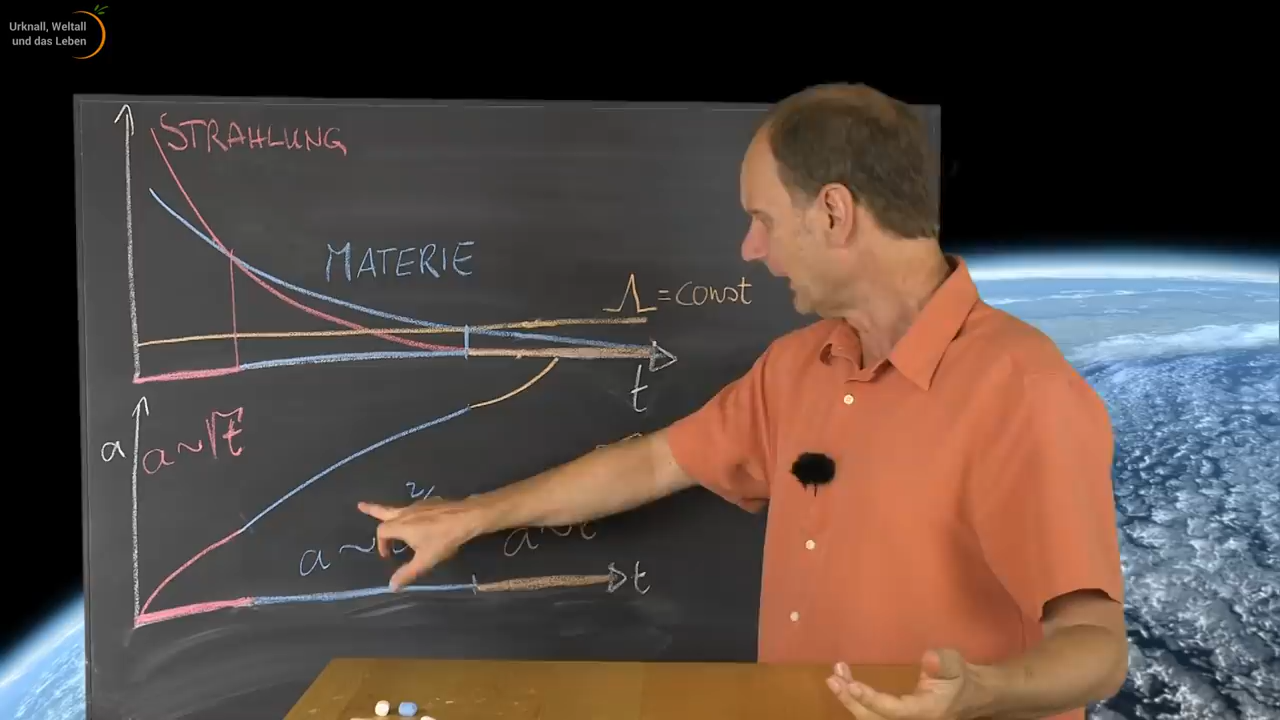 Urknall, Weltall
und das Leben
STRAHLUNG
MATERIE
Λ = const
t
a
a ~ √t
a ~
a ~
t